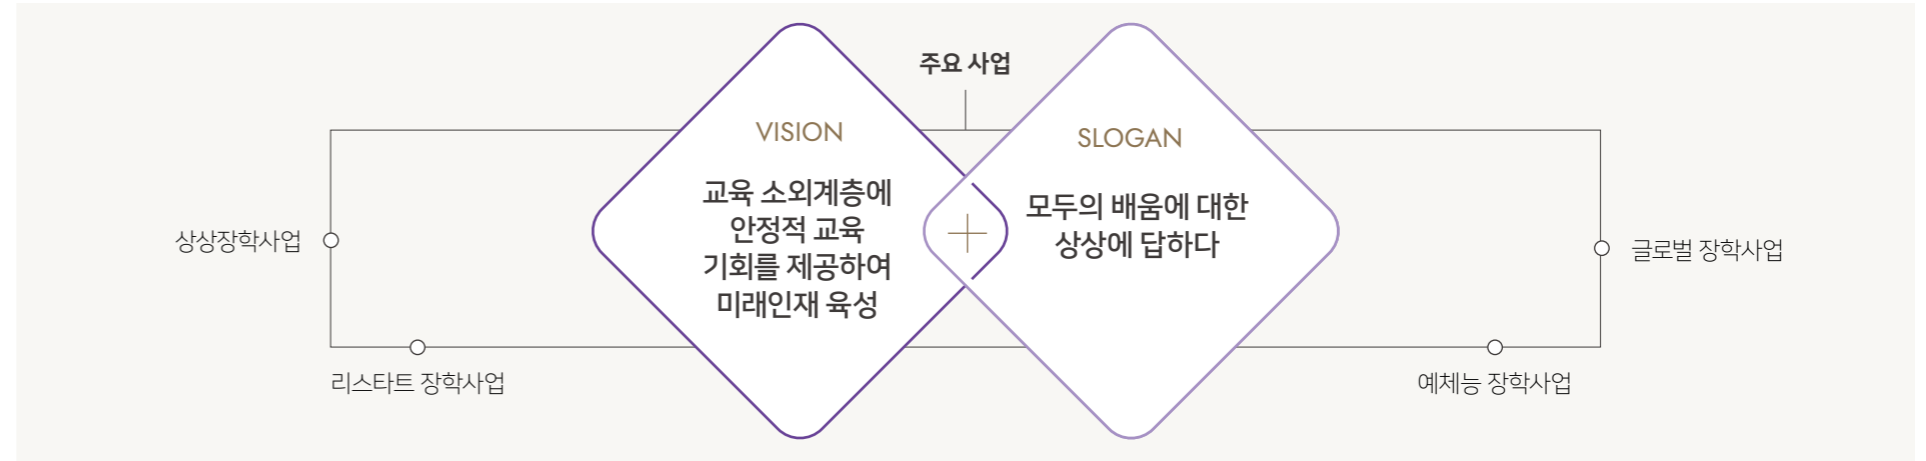 주요 사업
VISION
교육 소외계층에
안정적 교육
기회를 제공하여
미래인재 육성
SLOGAN
모두의 배움에 대한
상상에 답하다
상상장학사업
리스타트 장학사업
글로벌 장학사업
예체능 장학사업